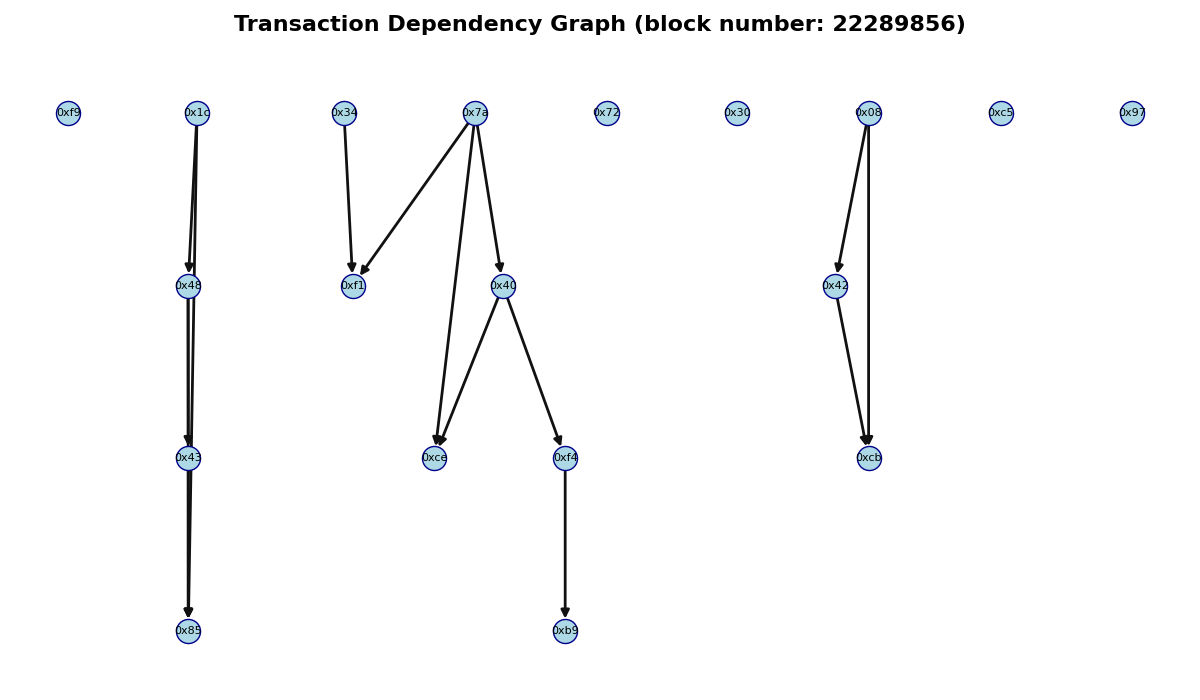 Transaction Dependency Graph (block number: 22289856)
0xf9 0x1c 0x34 0x7a 0x72 0x30 0x08 0xc5 0x97
0x48 0xf1 0x40 0x42
0x43 0xce 0xf4 0xcb
0x85 0xb9